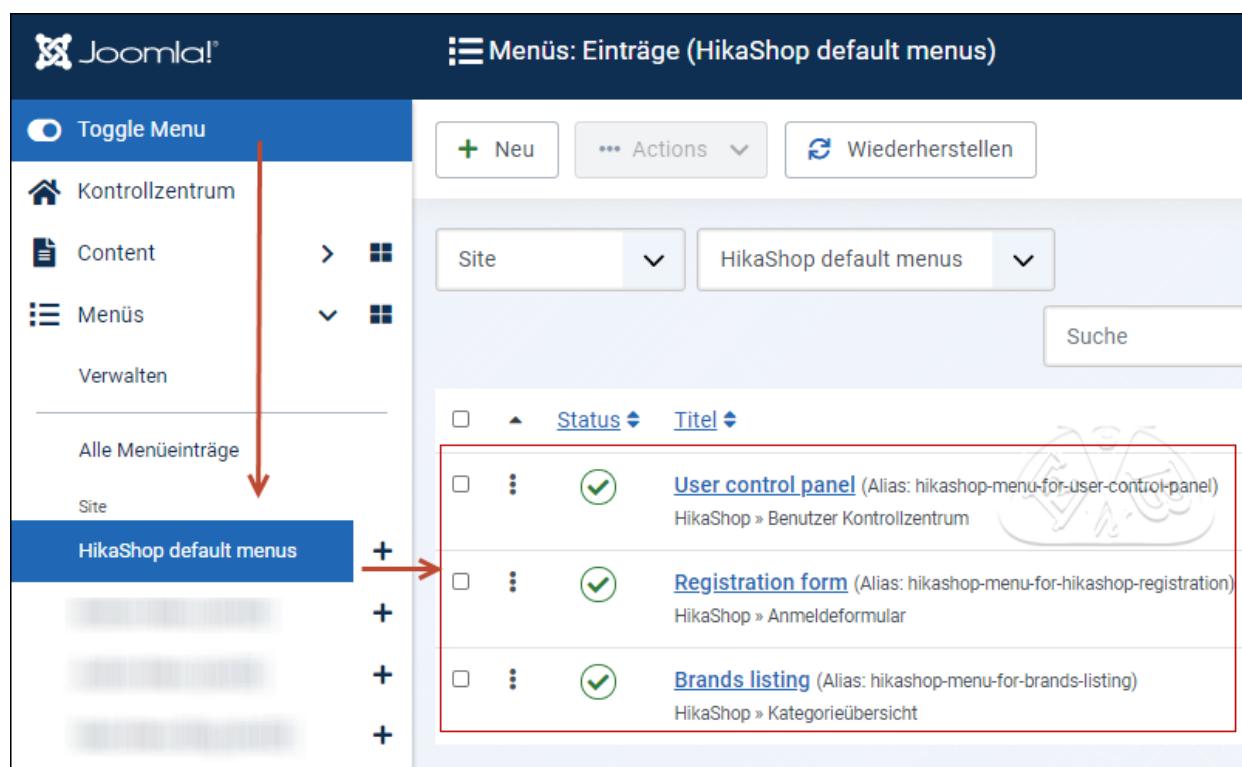 Joomla!®
Menüs: Einträge (HikaShop default menus)
Toggle Menu
Kontrollzentrum
Content
Menüs
Verwalten
Alle Menüeinträge
Site
HikaShop default menus
+ Neu
Actions
Wiederherstellen
Site
HikaShop default menus
Suche
Status
Titel
User control panel (Alias: hikashop-menu-for-user-control-panel)
HikaShop » Benutzer Kontrollzentrum
Registration form (Alias: hikashop-menu-for-hikashop-registration)
HikaShop » Anmeldeformular
Brands listing (Alias: hikashop-menu-for-brands-listing)
HikaShop » Kategorieübersicht